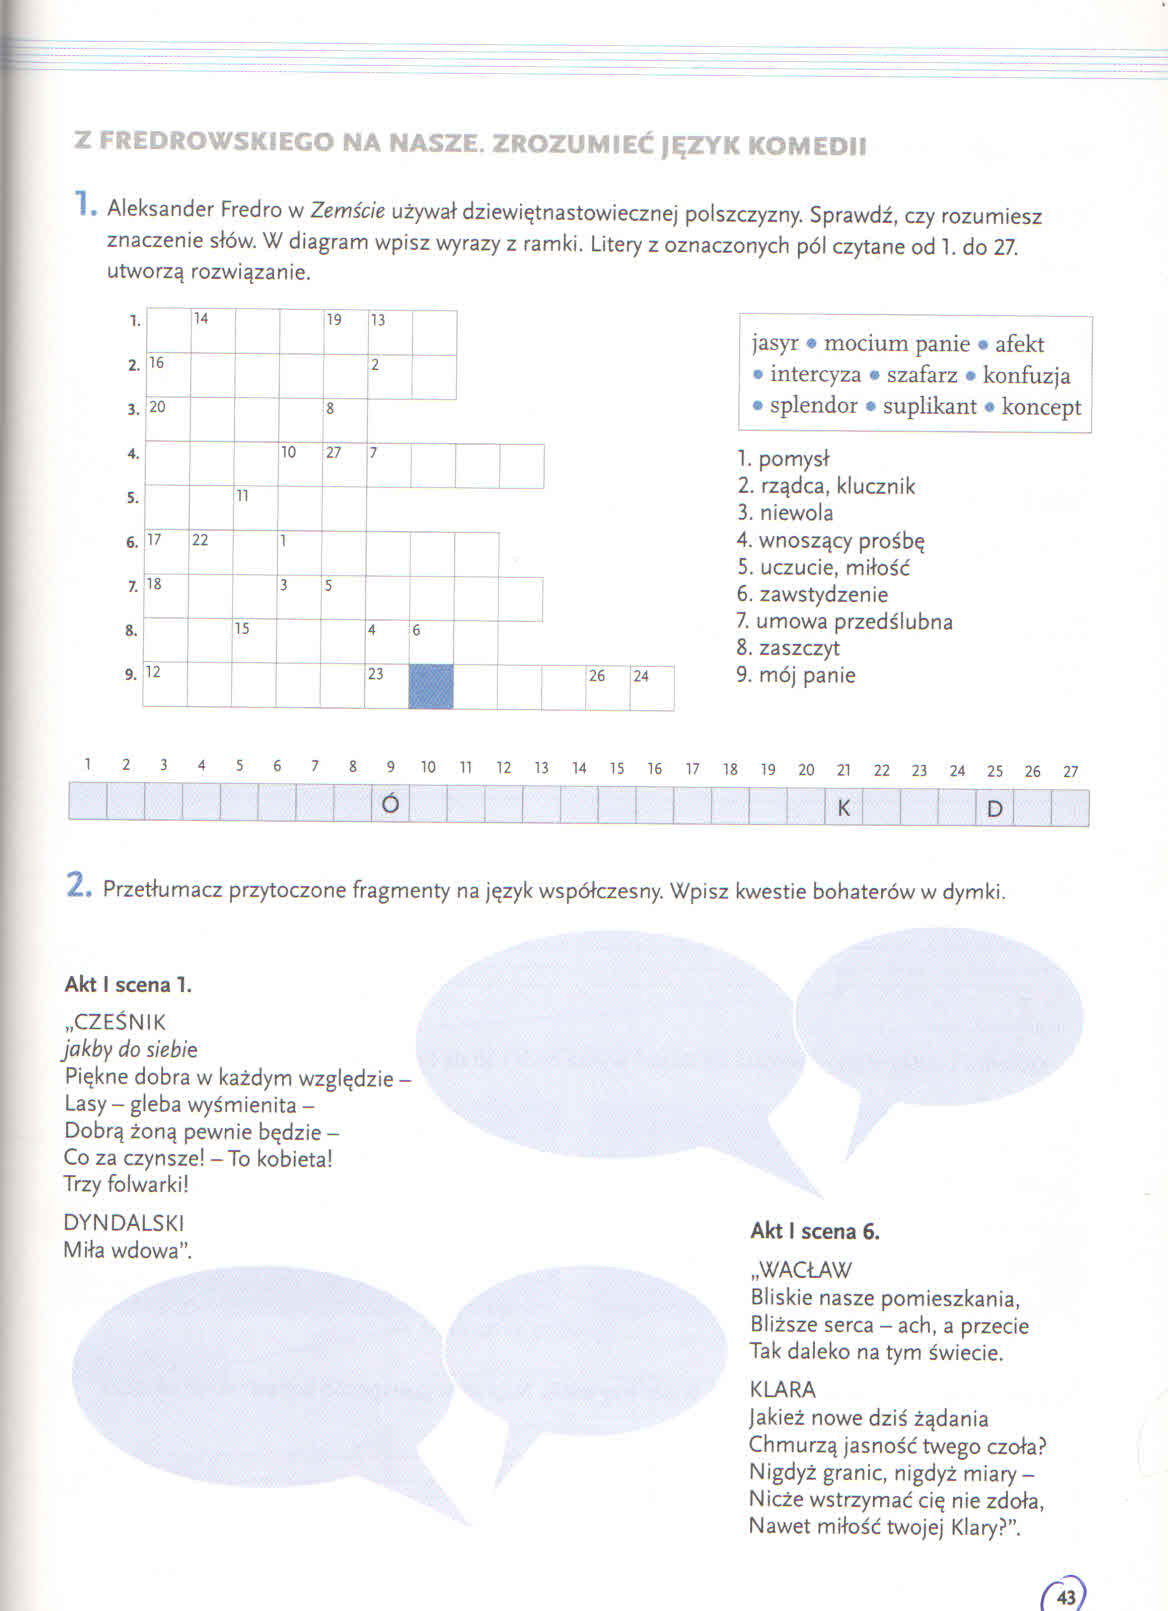 Z FREDROWSKIEGO NA NASZE. ZROZUMIEĆ JĘZYK KOMEDII
1. Aleksander Fredro w Zemście używał dziewiętnastowiecznej polszczyzny. Sprawdź, czy rozumiesz
znaczenie słów. W diagram wpisz wyrazy z ramki. Litery z oznaczonych pól czytane od 1. do 27.
utworzą rozwiązanie.
1. 14 19 13
2. 16 2
3. 20 8
4. 10 27 7
5. 11
6. 17 22 1
7. 18 3 5
8. 15 4 6
9. 12 23 26 24
jasyr • mocium panie • afekt
• intercyza • szafarz • konfuzja
• splendor • suplikant • koncept
1. pomysł
2. rządca, klucznik
3. niewola
4. wnoszący prośbę
5. uczucie, miłość
6. zawstydzenie
7. umowa przedślubna
8. zaszczyt
9. mój panie
1 2 3 4 5 6 7 8 9 10 11 12 13 14 15 16 17 18 19 20 21 22 23 24 25 26 27
Ó K D
2. Przetłumacz przytoczone fragmenty na język współczesny. Wpisz kwestie bohaterów w dymki.
Akt I scena 1.
„CZEŚNIK
jakby do siebie
Piękne dobra w każdym względzie –
Lasy – gleba wyśmienita –
Dobrą żoną pewnie będzie –
Co za czynsze! – To kobieta!
Trzy folwarki!
DYNDALSKI
Miła wdowa”.
Akt I scena 6.
„WACŁAW
Bliskie nasze pomieszkania,
Bliższe serca – ach, a przecie
Tak daleko na tym świecie.
KLARA
Jakież nowe dziś żądania
Chmurzą jasność twego czoła?
Nigdyż granic, nigdyż miary –
Nicże wstrzymać cię nie zdoła,
Nawet miłość twojej Klary?”.
43